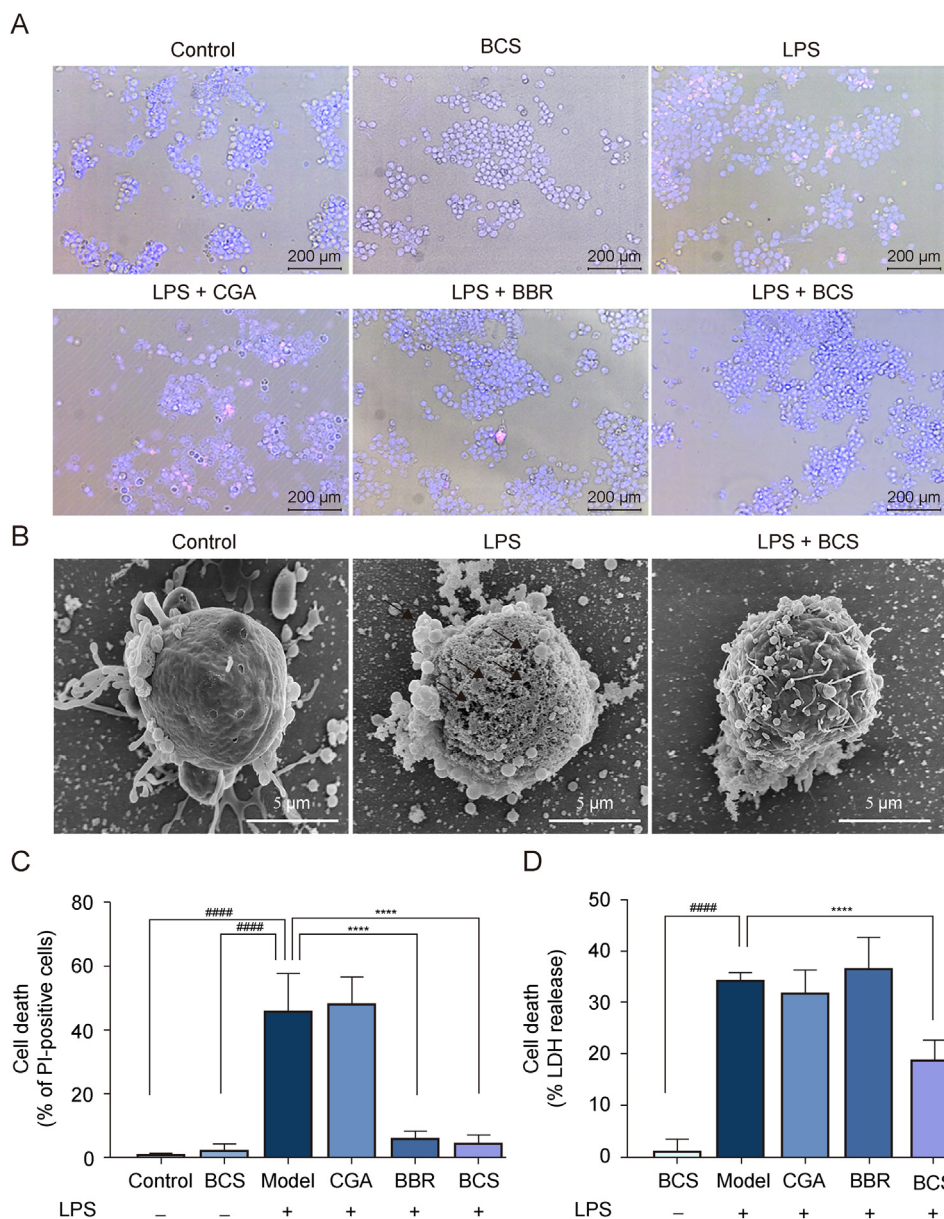 A
Control
BCS
LPS
200 µm
200 µm
200 µm
LPS + CGA
LPS + BBR
LPS + BCS
200 µm
200 µm
200 µm
B
Control
LPS
LPS + BCS
5 µm
5 µm
5 µm
C
Cell death
(% of PI-positive cells)
80
60
40
20
0
####
####
****
****
Control BCS Model CGA BBR BCS
LPS – – + + + +
D
Cell death
(% LDH realease)
50
40
30
20
10
0
####
****
BCS Model CGA BBR BCS
LPS – + + + +